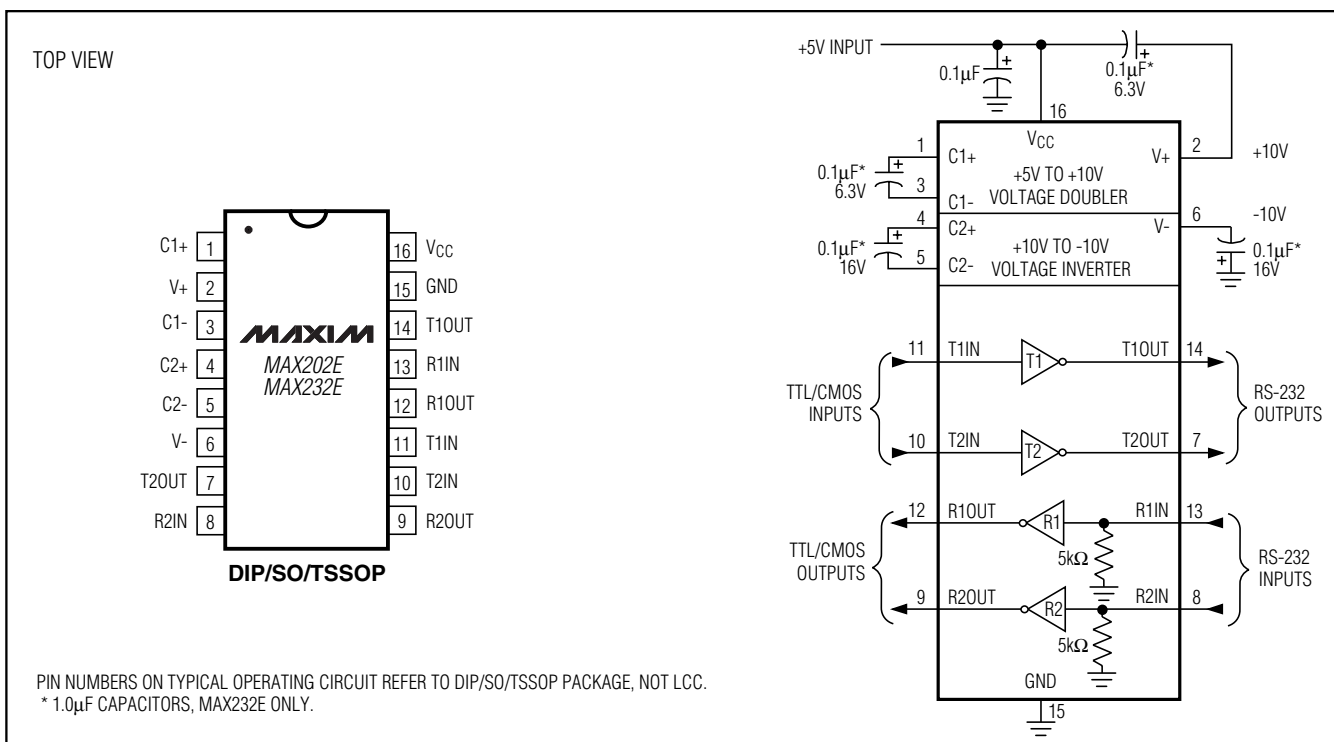 TOP VIEW
C1+ 1
V+ 2
C1- 3
C2+ 4
C2- 5
V- 6
T2OUT 7
R2IN 8
16 VCC
15 GND
14 T1OUT
13 R1IN
12 R1OUT
11 T1IN
10 T2IN
9 R2OUT
MAXIM
MAX202E
MAX232E
DIP/SO/TSSOP
+5V INPUT
0.1µF
+
+
0.1µF*
6.3V
16
VCC
1
C1+
+
0.1µF*
6.3V
3
C1-
+5V TO +10V
VOLTAGE DOUBLER
V+
2
+10V
4
C2+
+
0.1µF*
16V
5
C2-
+10V TO -10V
VOLTAGE INVERTER
V-
6
-10V
+
0.1µF*
16V
TTL/CMOS
INPUTS
11 T1IN T1 T1OUT 14
10 T2IN T2 T2OUT 7
RS-232
OUTPUTS
TTL/CMOS
OUTPUTS
12 R1OUT R1 R1IN 13
5kΩ
9 R2OUT R2 R2IN 8
5kΩ
RS-232
INPUTS
GND
15
PIN NUMBERS ON TYPICAL OPERATING CIRCUIT REFER TO DIP/SO/TSSOP PACKAGE, NOT LCC.
* 1.0µF CAPACITORS, MAX232E ONLY.